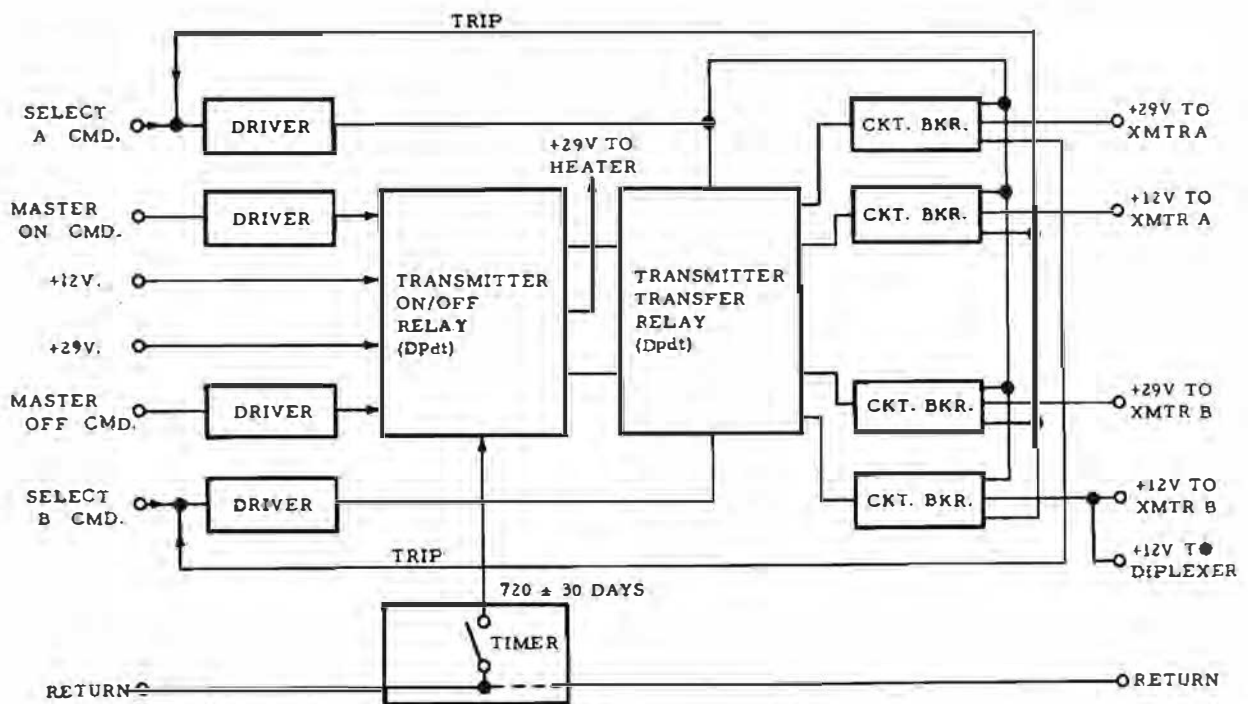 TRIP
SELECT
A CMD.
DRIVER
+29V TO
HEATER
CKT. BKR.
+29V TO
XMTR A
MASTER
ON CMD.
DRIVER
CKT. BKR.
+12V TO
XMTR A
+12V.
TRANSMITTER
ON/OFF
RELAY
(DPdt)
TRANSMITTER
TRANSFER
RELAY
(DPdt)
+29V.
MASTER
OFF CMD.
DRIVER
CKT. BKR.
+29V TO
XMTR B
SELECT
B CMD.
DRIVER
CKT. BKR.
+12V TO
XMTR B
TRIP
+12V TO
DIPLEXER
720 ± 30 DAYS
TIMER
RETURN
RETURN